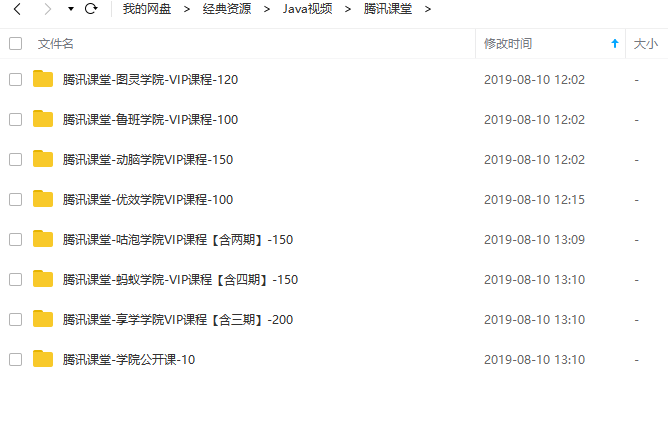 我的网盘 > 经典资源 > Java视频 > 腾讯课堂 >
文件名 修改时间 大小
腾讯课堂-图灵学院-VIP课程-120 2019-08-10 12:02 -
腾讯课堂-鲁班学院-VIP课程-100 2019-08-10 12:02 -
腾讯课堂-动脑学院VIP课程-150 2019-08-10 12:02 -
腾讯课堂-优效学院VIP课程-100 2019-08-10 12:15 -
腾讯课堂-咕泡学院VIP课程【含两期】-150 2019-08-10 13:09 -
腾讯课堂-蚂蚁学院-VIP课程【含四期】-150 2019-08-10 13:10 -
腾讯课堂-享学学院VIP课程【含三期】-200 2019-08-10 13:10 -
腾讯课堂-学院公开课-10 2019-08-10 13:10 -